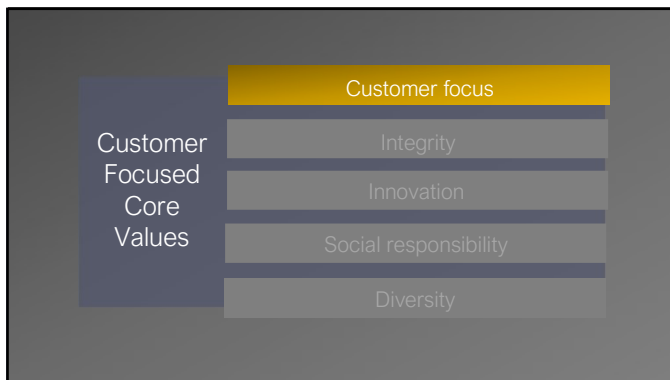 Customer
Focused
Core
Values
Customer focus
Integrity
Innovation
Social responsibility
Diversity